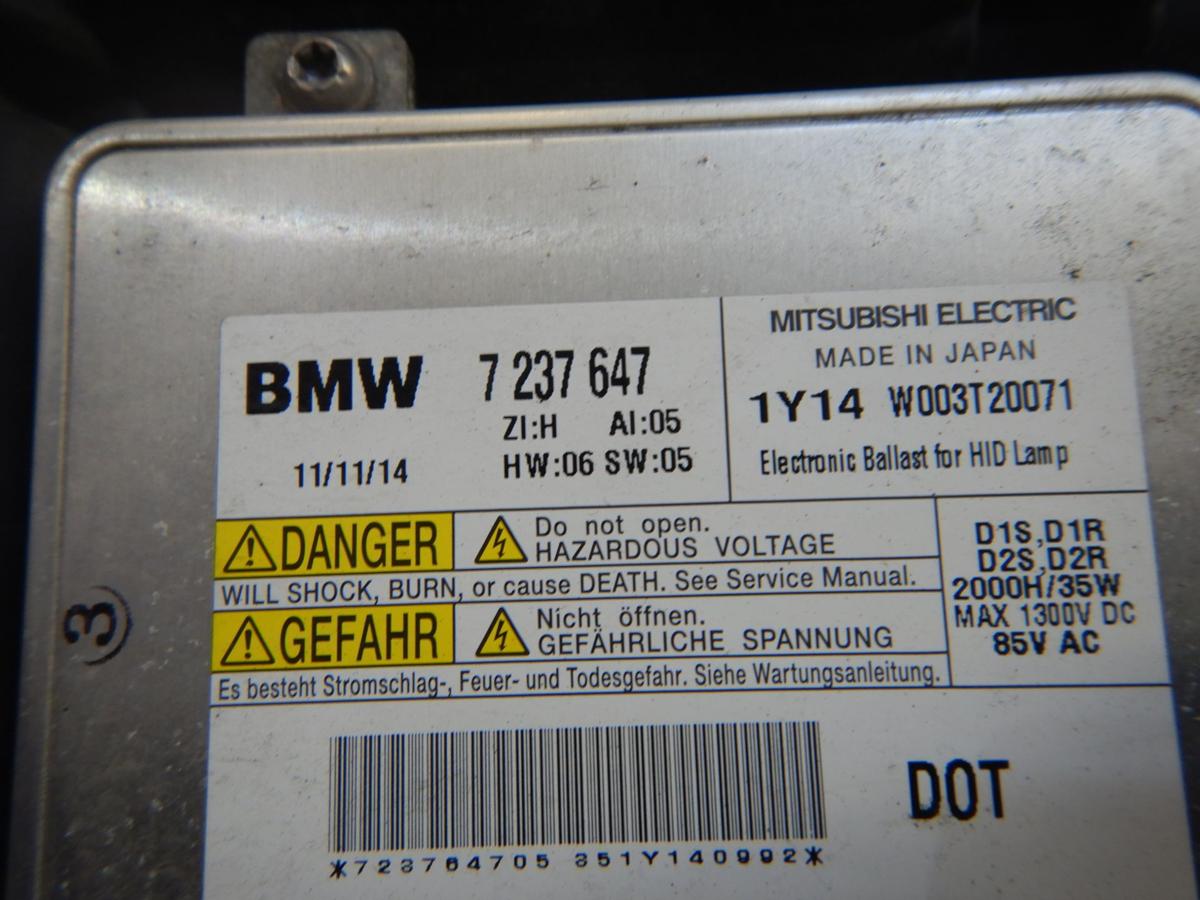 BMW 7 237 647
ZI:H AI:05
11/11/14 HW:06 SW:05
MITSUBISHI ELECTRIC
MADE IN JAPAN
1Y14 W003T20071
Electronic Ballast for HID Lamp
DANGER Do not open.
HAZARDOUS VOLTAGE
WILL SHOCK, BURN, or cause DEATH. See Service Manual.
GEFAHR Nicht öffnen.
GEFÄHRLICHE SPANNUNG
Es besteht Stromschlag-, Feuer- und Todesgefahr. Siehe Wartungsanleitung.
D1S,D1R
D2S,D2R
2000H/35W
MAX 1300V DC
85V AC
3
DOT
*723764705 351Y140992*